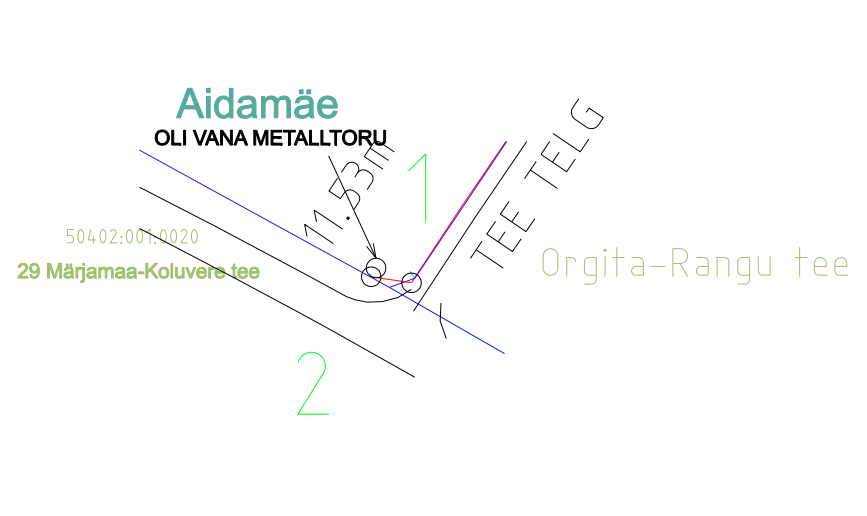 Aidamäe
OLI VANA METALLTORU
11.53m
1
TEE TELG
50402:001:0020
29 Märjamaa-Koluvere tee
Orgita-Rangu tee
2